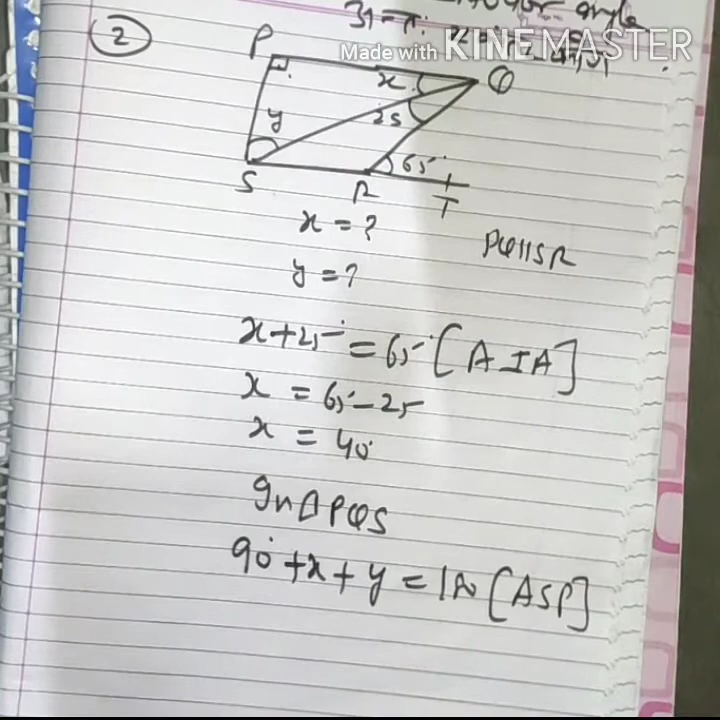 angle
Made with KINEMASTER
2
P
x
Q
25
y
65°
S
R
T
x = ?
PQ||SR
y = ?
x+25° = 65° [AIA]
x = 65°-25
x = 40°
In △PQS
90°+x+y = 180 [ASP]